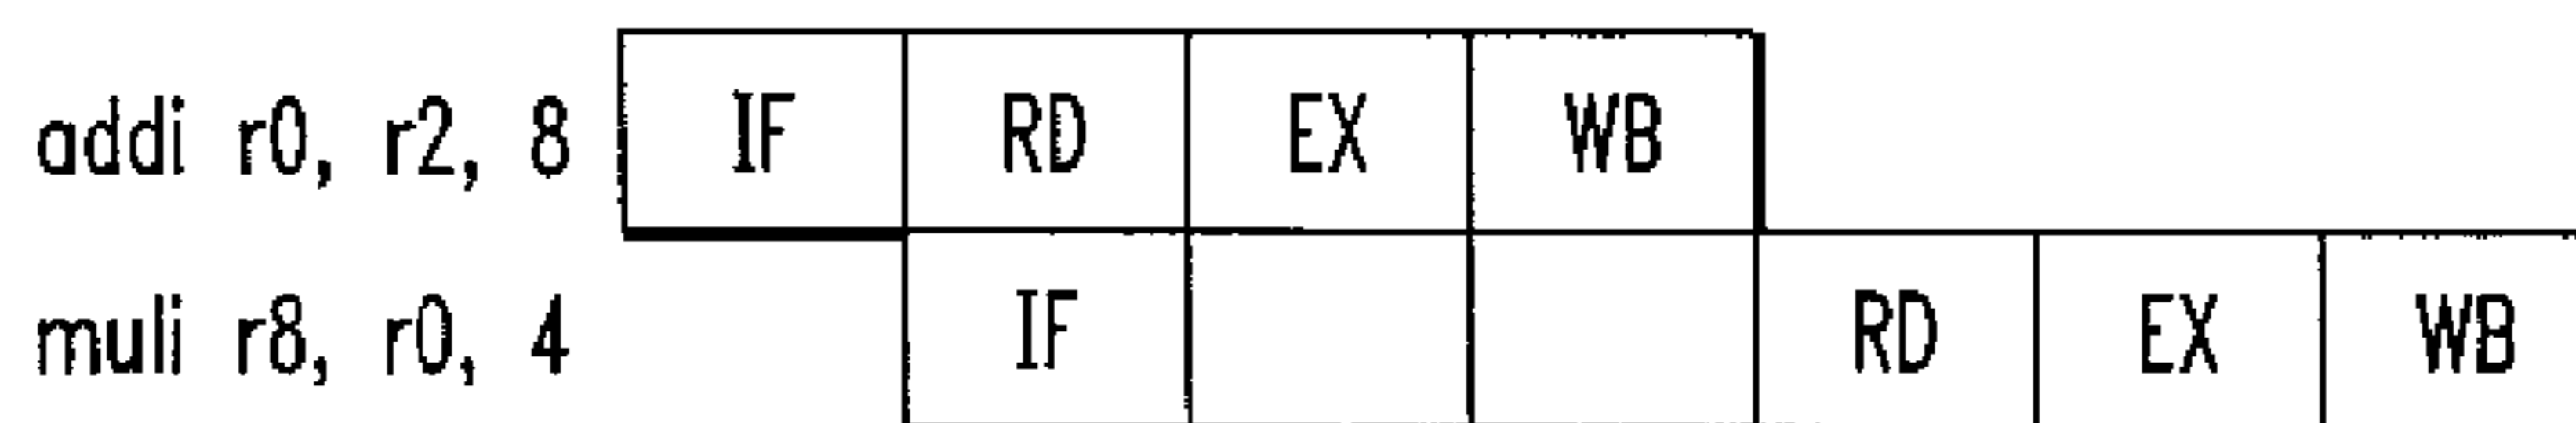 addi r0, r2, 8 IF RD EX WB
muli r8, r0, 4 IF RD EX WB